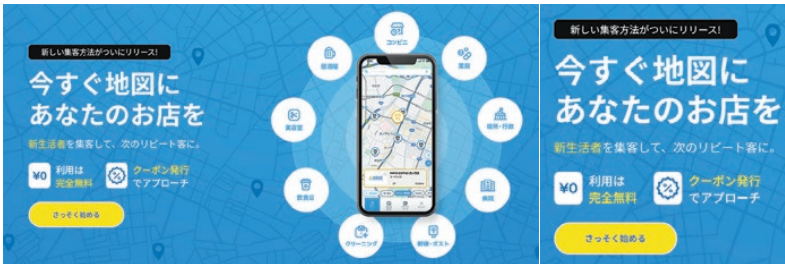 新しい集客方法がついにリリース!
今すぐ地図に
あなたのお店を
新生活者を集客して、次のリピート客に。
¥0
利用は
完全無料
クーポン発行
でアプローチ
さっそく始める
コンビニ
居酒屋
薬局
美容室
役所・行政
飲食店
病院
クリーニング
郵便・ポスト
新しい集客方法がついにリリース!
今すぐ地図に
あなたのお店を
新生活者を集客して、次のリピート客に。
¥0
利用は
完全無料
クーポン発行
でアプローチ
さっそく始める